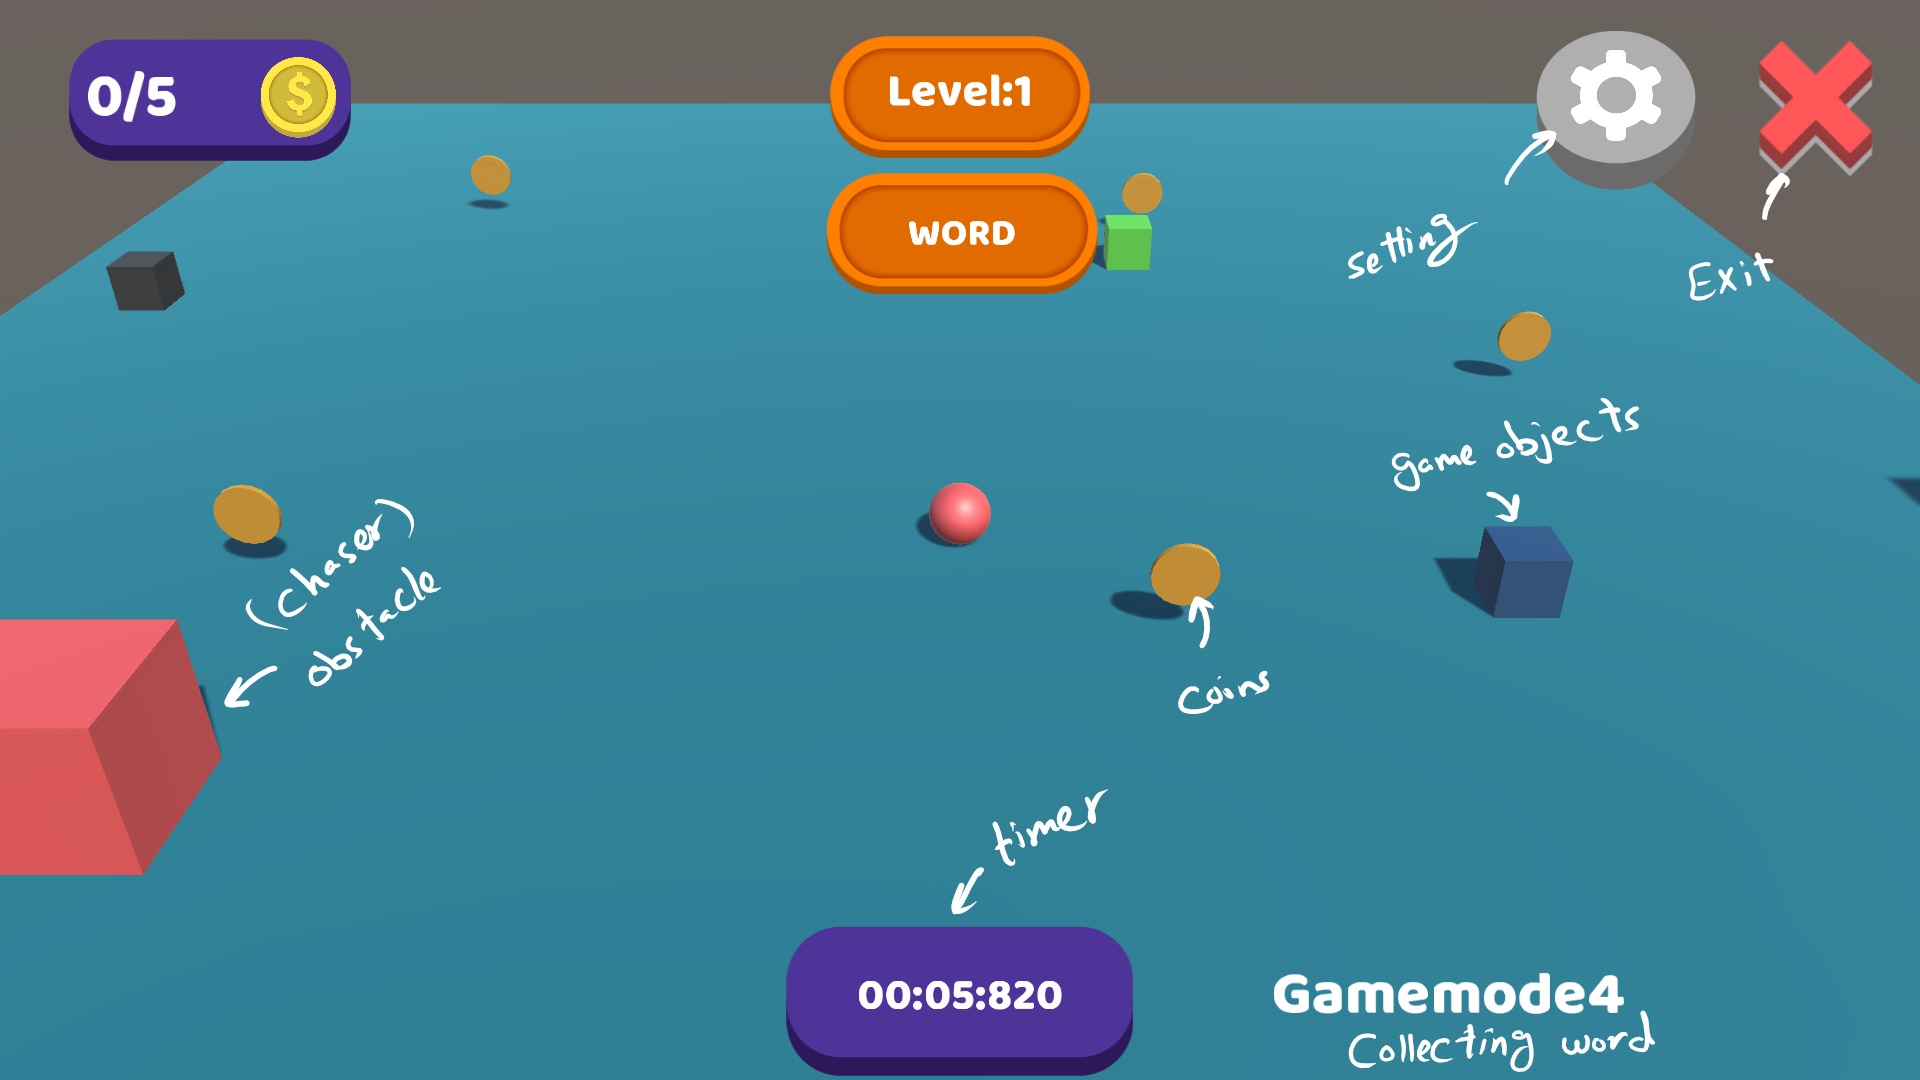 0/5
$
Level:1
WORD
setting
Exit
game objects
(chaser)
obstacle
coins
timer
00:05:820
Gamemode4
Collecting word